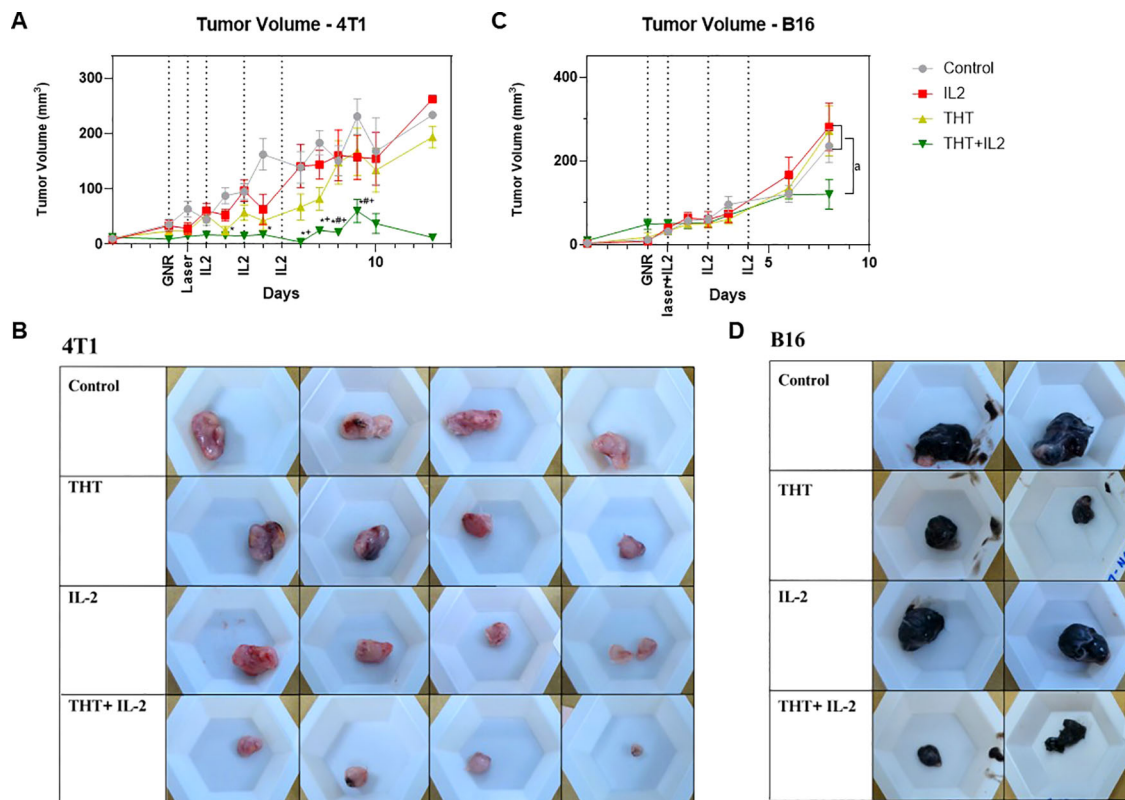 A
Tumor Volume - 4T1
Tumor Volume (mm³)
300
200
100
0
*
*
*+
*+
*#+
*#+
GNR
Laser
IL2
IL2
IL2
10
Days
C
Tumor Volume - B16
Tumor Volume (mm³)
400
200
0
a
GNR
laser+IL2
IL2
IL2
5
10
Days
Control
IL2
THT
THT+IL2
B
4T1
Control
THT
IL-2
THT+ IL-2
D
B16
Control
THT
IL-2
THT+ IL-2